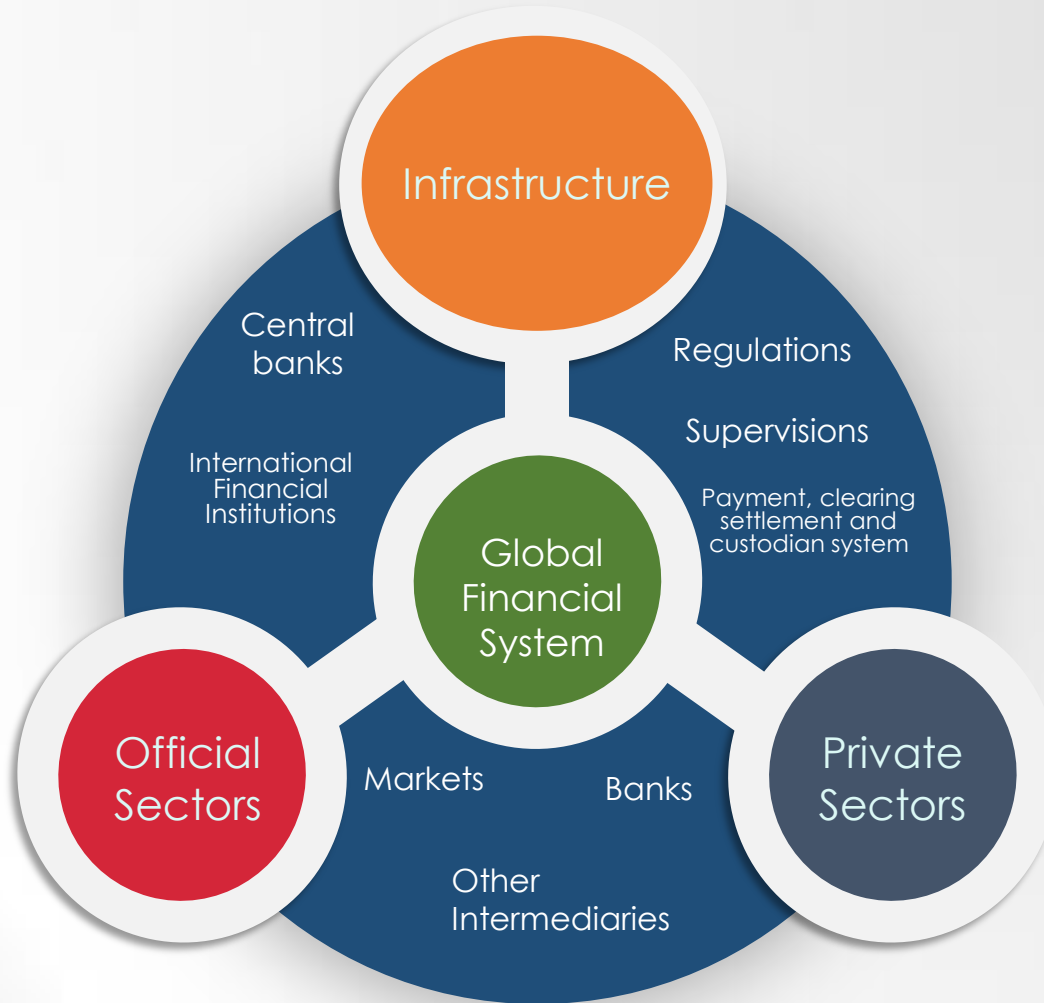 Infrastructure
Central
banks
International
Financial
Institutions
Regulations
Supervisions
Payment, clearing
settlement and
custodian system
Global
Financial
System
Official
Sectors
Private
Sectors
Markets
Banks
Other
Intermediaries